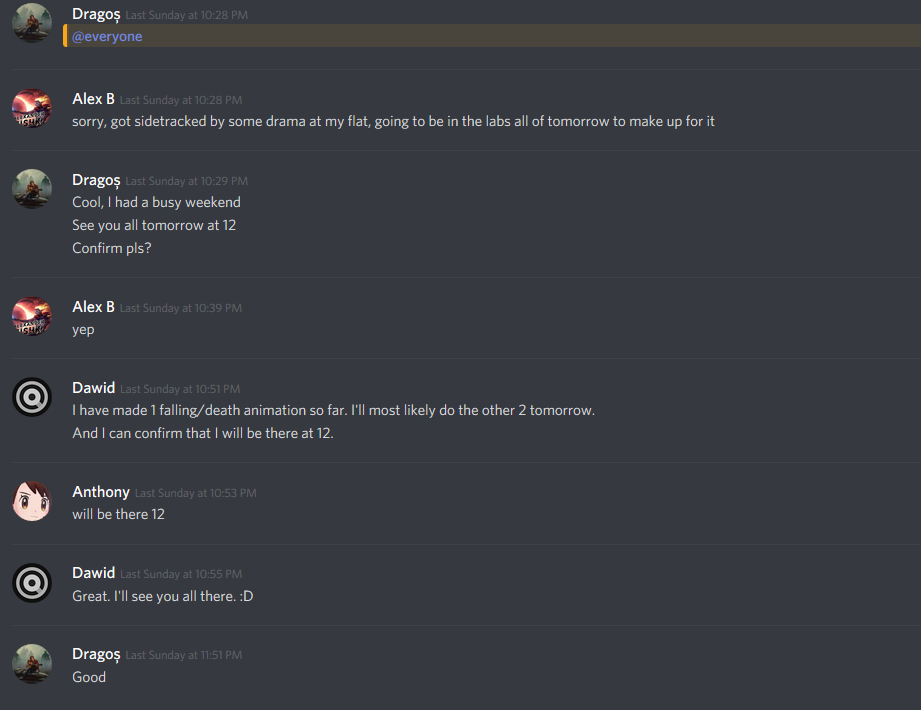 Dragoș Last Sunday at 10:28 PM
@everyone
Alex B Last Sunday at 10:28 PM
sorry, got sidetracked by some drama at my flat, going to be in the labs all of tomorrow to make up for it
Dragoș Last Sunday at 10:29 PM
Cool, I had a busy weekend
See you all tomorrow at 12
Confirm pls?
Alex B Last Sunday at 10:39 PM
yep
Dawid Last Sunday at 10:51 PM
I have made 1 falling/death animation so far. I'll most likely do the other 2 tomorrow.
And I can confirm that I will be there at 12.
Anthony Last Sunday at 10:53 PM
will be there 12
Dawid Last Sunday at 10:55 PM
Great. I'll see you all there. :D
Dragoș Last Sunday at 11:51 PM
Good